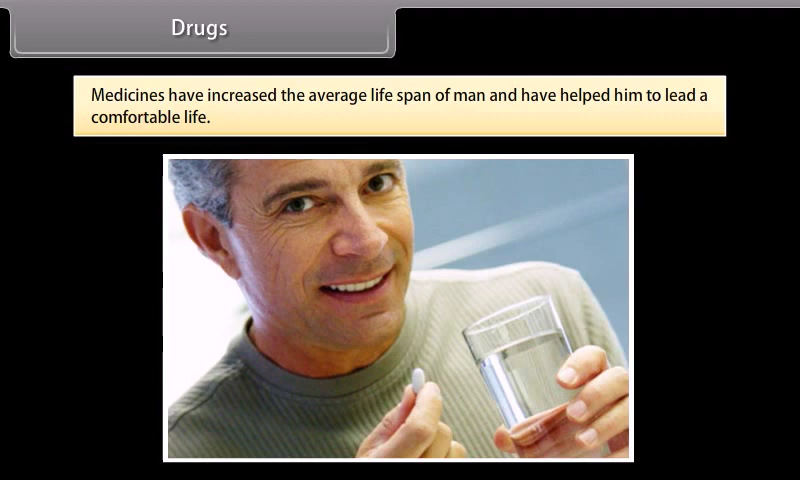 Drugs
Medicines have increased the average life span of man and have helped him to lead a
comfortable life.